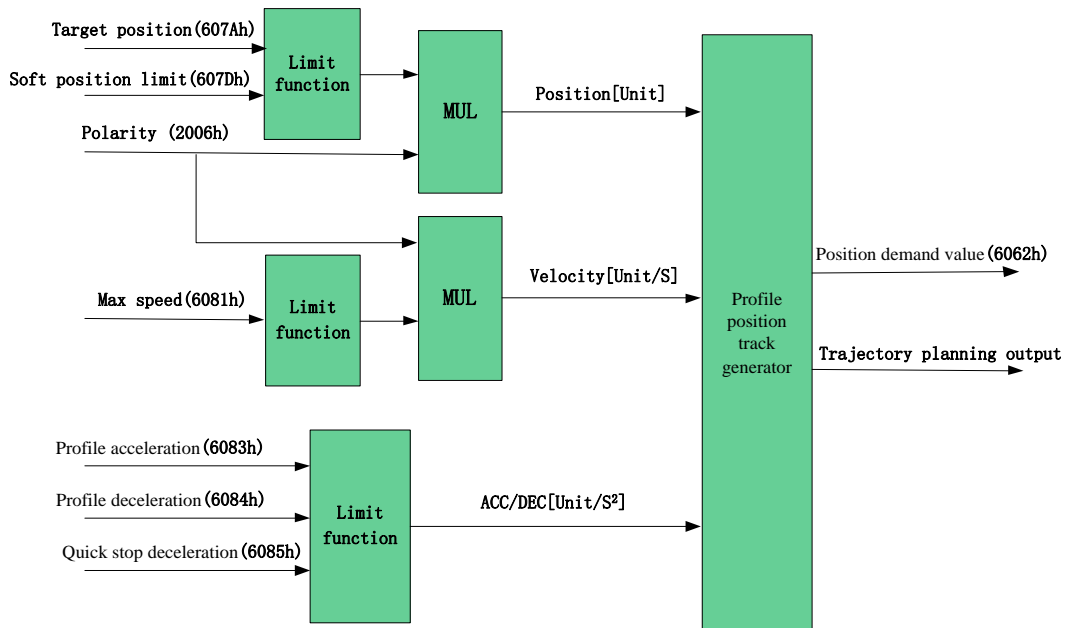 Target position(607Ah)
Soft position limit(607Dh)
Limit
function
Polarity (2006h)
MUL
Position[Unit]
Max speed(6081h)
Limit
function
MUL
Velocity[Unit/S]
Profile acceleration(6083h)
Profile deceleration(6084h)
Quick stop deceleration(6085h)
Limit
function
ACC/DEC[Unit/S²]
Profile
position
track
generator
Position demand value(6062h)
Trajectory planning output